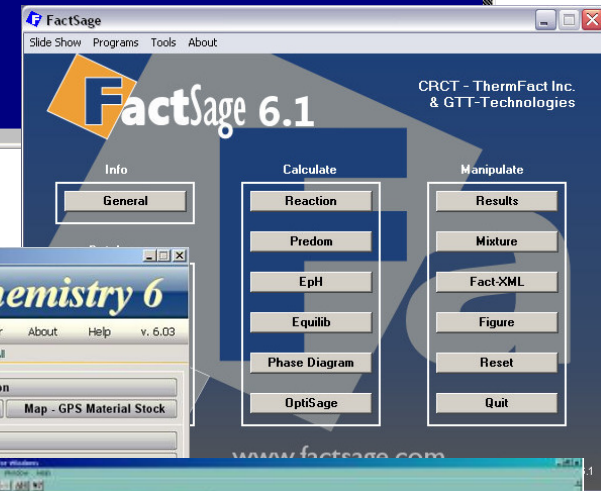 FactSage
Slide Show Programs Tools About
FactSage 6.1
CRCT - ThermFact Inc.
& GTT-Technologies
Info
General
Calculate
Reaction
Predom
EpH
Equilib
Phase Diagram
OptiSage
Manipulate
Results
Mixture
Fact-XML
Figure
Reset
Quit
www.factsage.com
6.1
hemistry 6
About Help v. 6.03
Map - GPS Material Stock